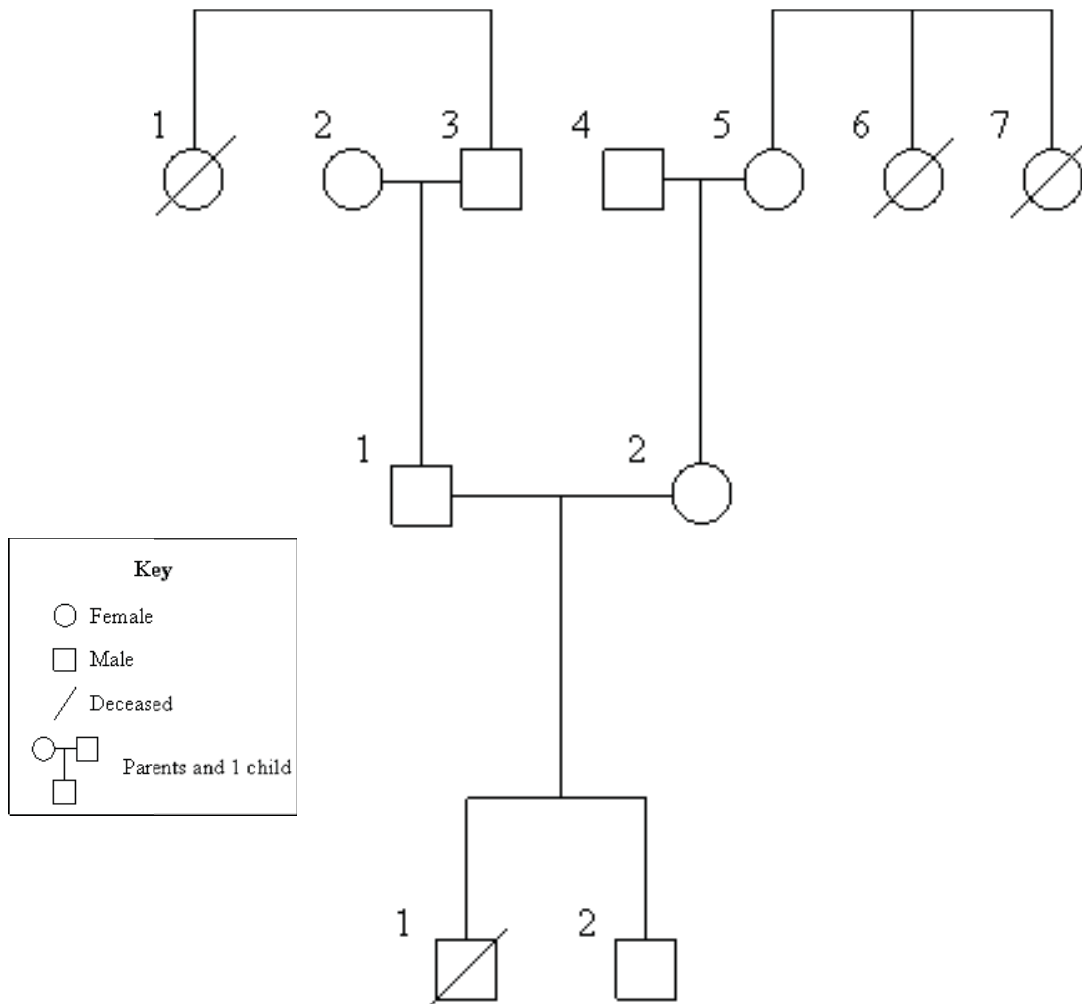 1 2 3 4 5 6 7
1 2
Key
Female
Male
Deceased
Parents and 1 child
1 2